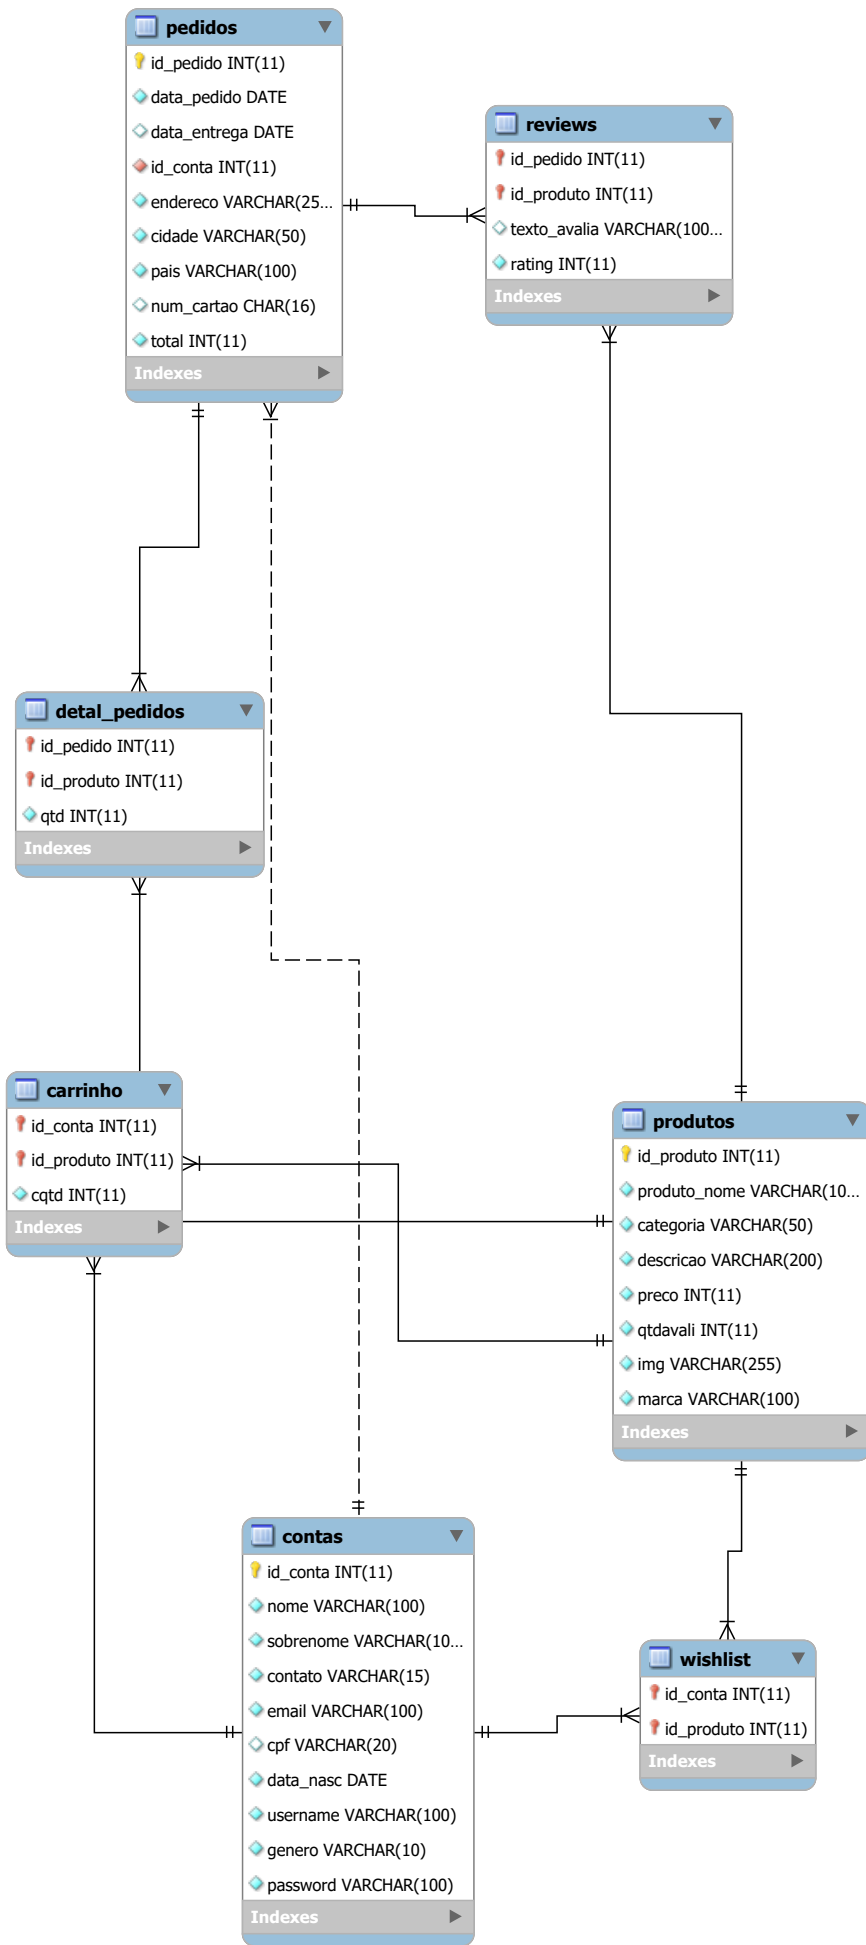 pedidos
id_pedido INT(11)
data_pedido DATE
data_entrega DATE
id_conta INT(11)
endereco VARCHAR(25...
cidade VARCHAR(50)
pais VARCHAR(100)
num_cartao CHAR(16)
total INT(11)
Indexes
reviews
id_pedido INT(11)
id_produto INT(11)
texto_avalia VARCHAR(100...
rating INT(11)
Indexes
detal_pedidos
id_pedido INT(11)
id_produto INT(11)
qtd INT(11)
Indexes
carrinho
id_conta INT(11)
id_produto INT(11)
cqtd INT(11)
Indexes
produtos
id_produto INT(11)
produto_nome VARCHAR(10...
categoria VARCHAR(50)
descricao VARCHAR(200)
preco INT(11)
qtdavali INT(11)
img VARCHAR(255)
marca VARCHAR(100)
Indexes
contas
id_conta INT(11)
nome VARCHAR(100)
sobrenome VARCHAR(10...
contato VARCHAR(15)
email VARCHAR(100)
cpf VARCHAR(20)
data_nasc DATE
username VARCHAR(100)
genero VARCHAR(10)
password VARCHAR(100)
Indexes
wishlist
id_conta INT(11)
id_produto INT(11)
Indexes